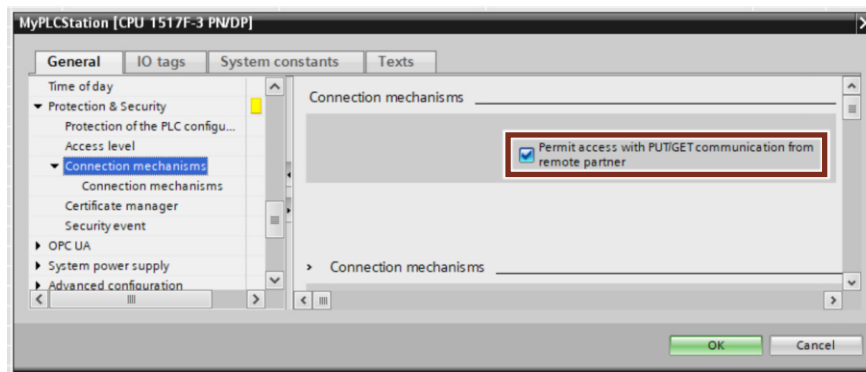 MyPLCStation [CPU 1517F-3 PN/DP]
General
IO tags
System constants
Texts
Time of day
Protection & Security
Protection of the PLC configu...
Access level
Connection mechanisms
Connection mechanisms
Certificate manager
Security event
OPC UA
System power supply
Advanced configuration
Connection mechanisms
Permit access with PUT/GET communication from
remote partner
Connection mechanisms
OK
Cancel